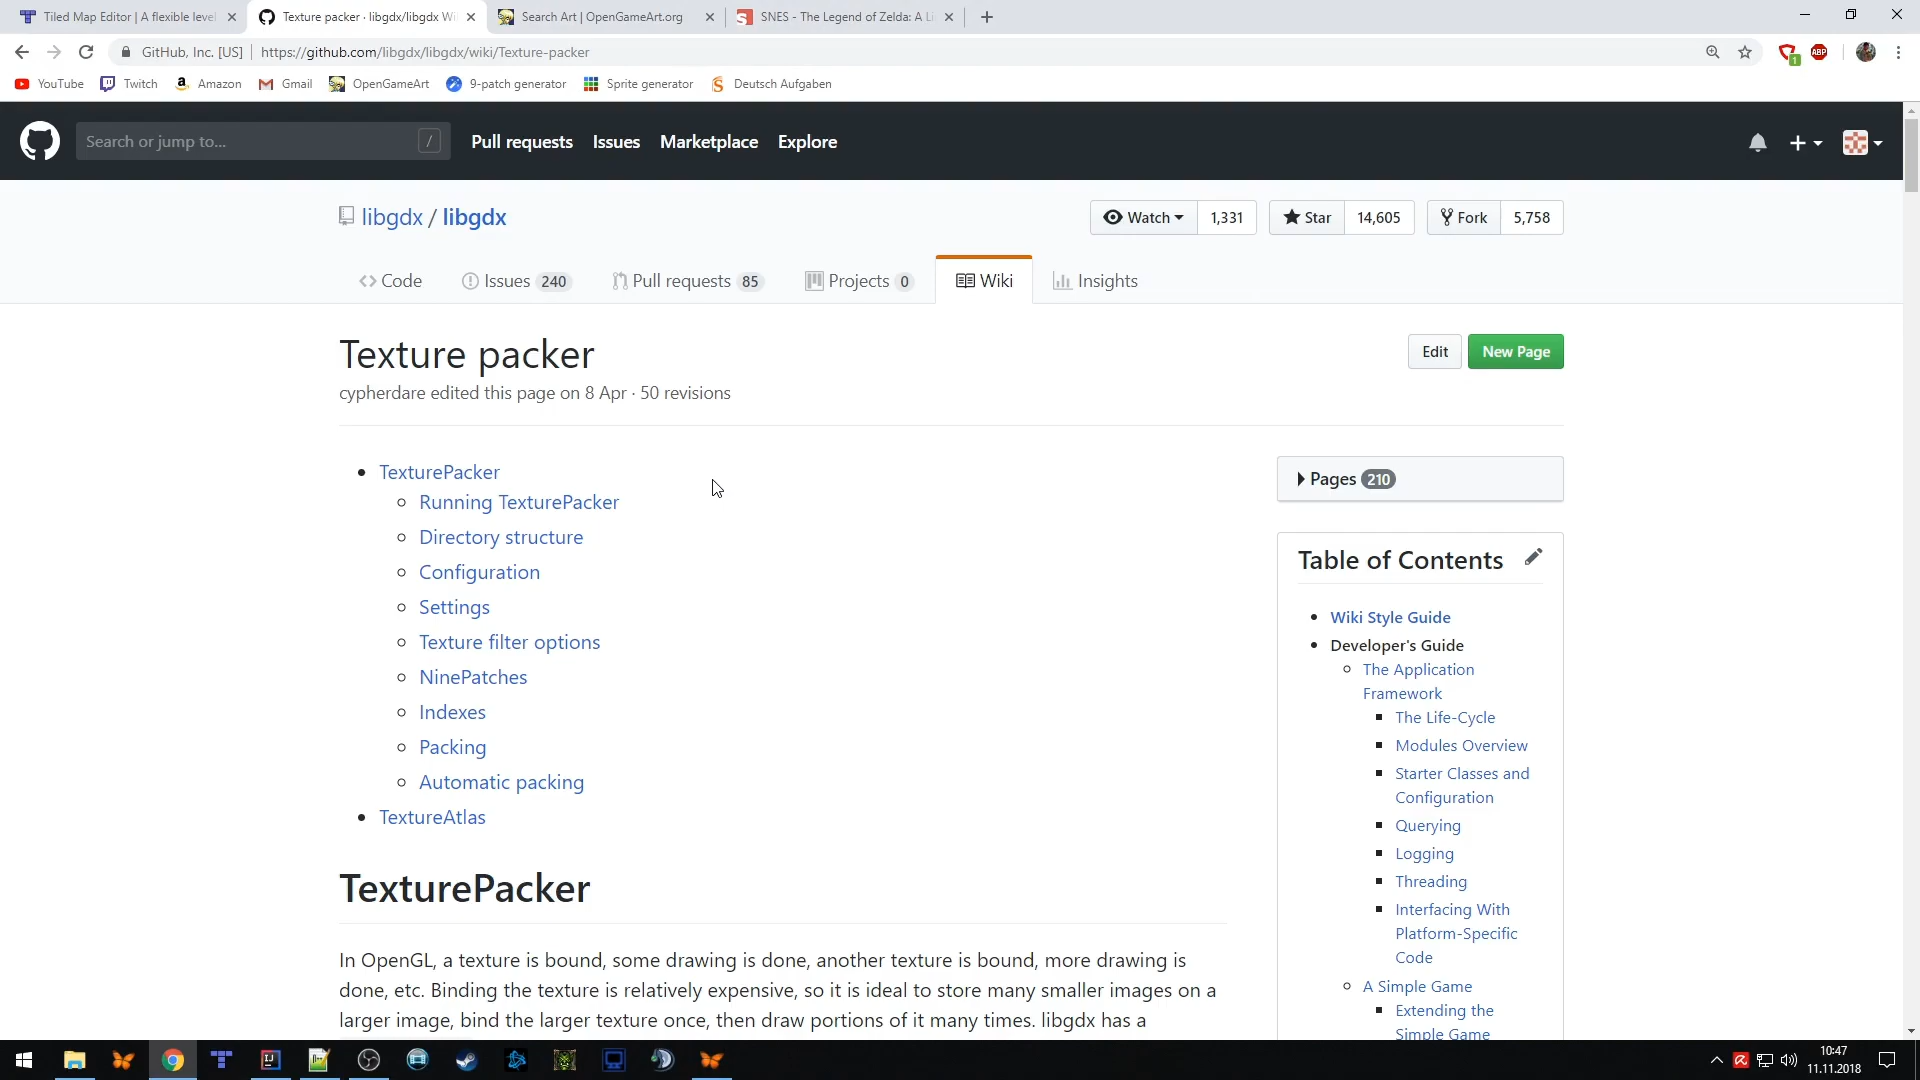 Tiled Map Editor | A flexible level
Texture packer · libgdx/libgdx Wi
Search Art | OpenGameArt.org
SNES - The Legend of Zelda: A Li
GitHub, Inc. [US]
https://github.com/libgdx/libgdx/wiki/Texture-packer
ABP
1
YouTube
Twitch
Amazon
Gmail
OpenGameArt
9-patch generator
Sprite generator
Deutsch Aufgaben
Search or jump to...
/
Pull requests
Issues
Marketplace
Explore
libgdx / libgdx
Watch
1,331
Star
14,605
Fork
5,758
Code
Issues 240
Pull requests 85
Projects 0
Wiki
Insights
Texture packer
Edit
New Page
cypherdare edited this page on 8 Apr · 50 revisions
TexturePacker
Running TexturePacker
Directory structure
Configuration
Settings
Texture filter options
NinePatches
Indexes
Packing
Automatic packing
TextureAtlas
TexturePacker
In OpenGL, a texture is bound, some drawing is done, another texture is bound, more drawing is
done, etc. Binding the texture is relatively expensive, so it is ideal to store many smaller images on a
larger image, bind the larger texture once, then draw portions of it many times. libgdx has a
Pages 210
Table of Contents
Wiki Style Guide
Developer's Guide
The Application
Framework
The Life-Cycle
Modules Overview
Starter Classes and
Configuration
Querying
Logging
Threading
Interfacing With
Platform-Specific
Code
A Simple Game
Extending the
Simple Game
10:47
11.11.2018